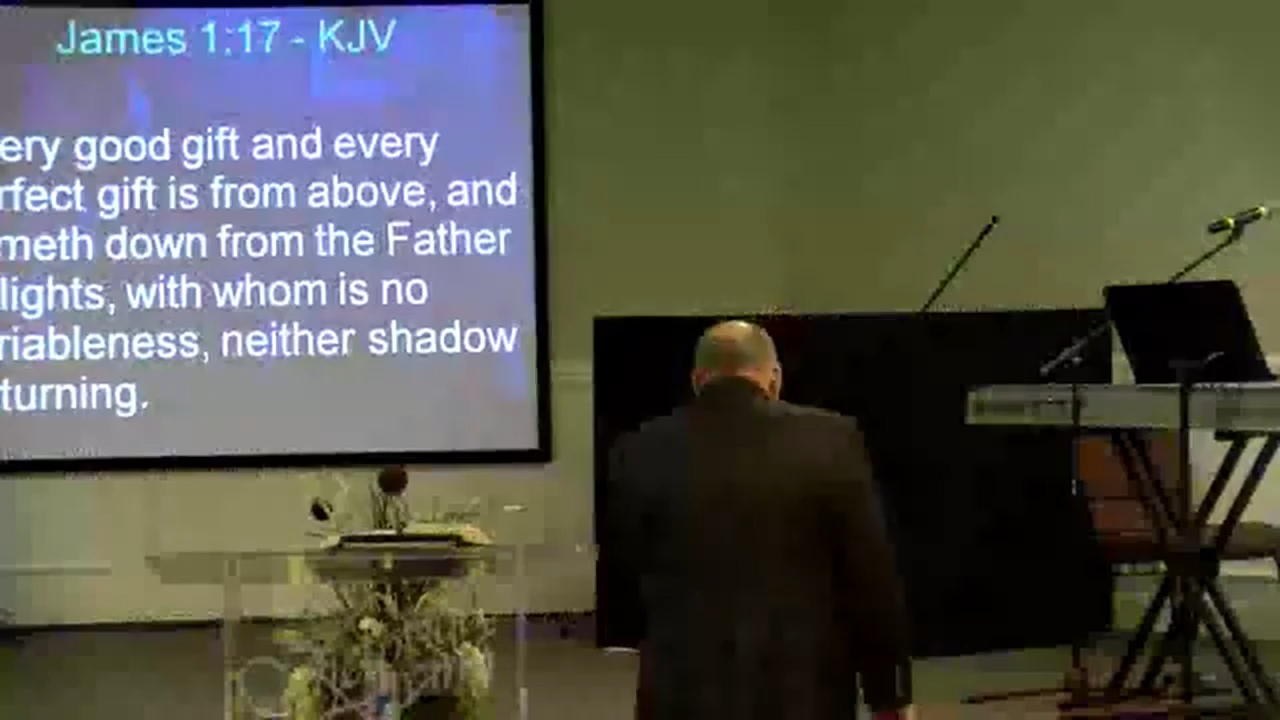 James 1:17 - KJV
ery good gift and every
rfect gift is from above, and
meth down from the Father
lights, with whom is no
riableness, neither shadow
turning.